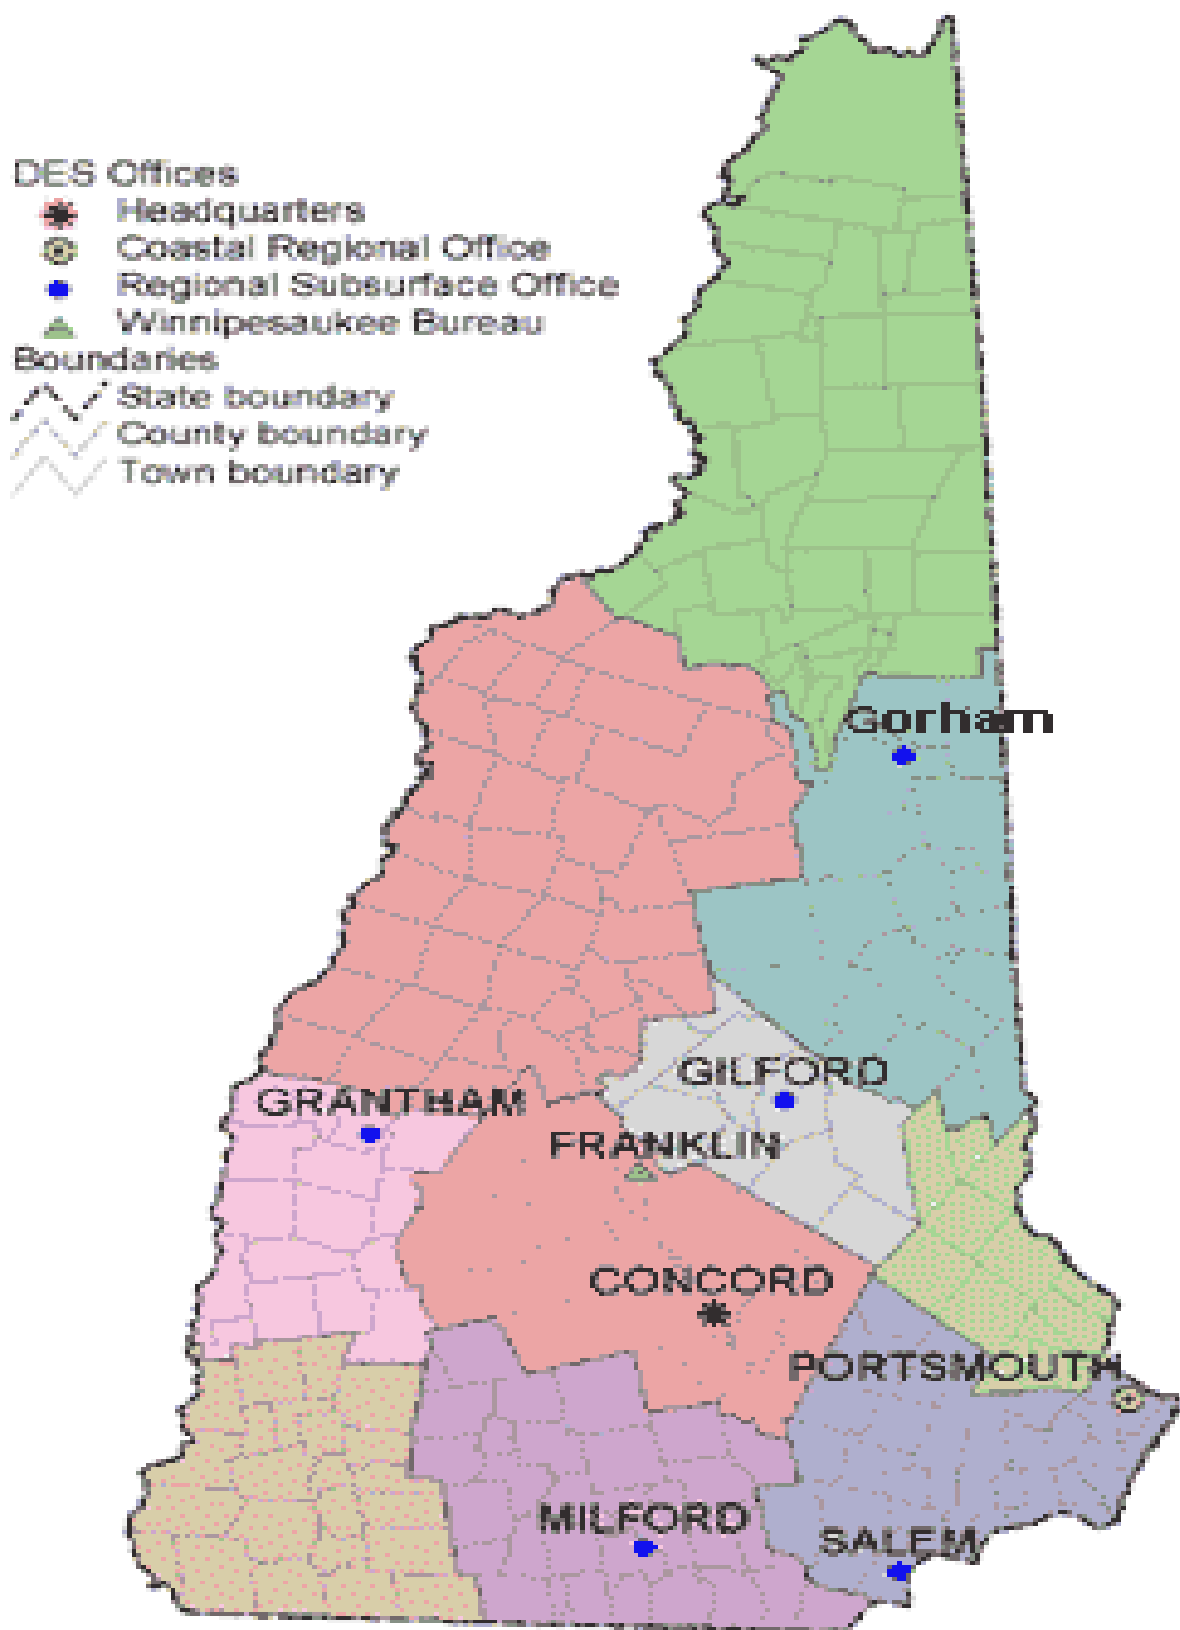 DES Offices
Headquarters
Coastal Regional Office
Regional Subsurface Office
Winnipesaukee Bureau
Boundaries
State boundary
County boundary
Town boundary
Gorham
GILFORD
GRANTHAM
FRANKLIN
CONCORD
PORTSMOUTH
MILFORD
SALEM